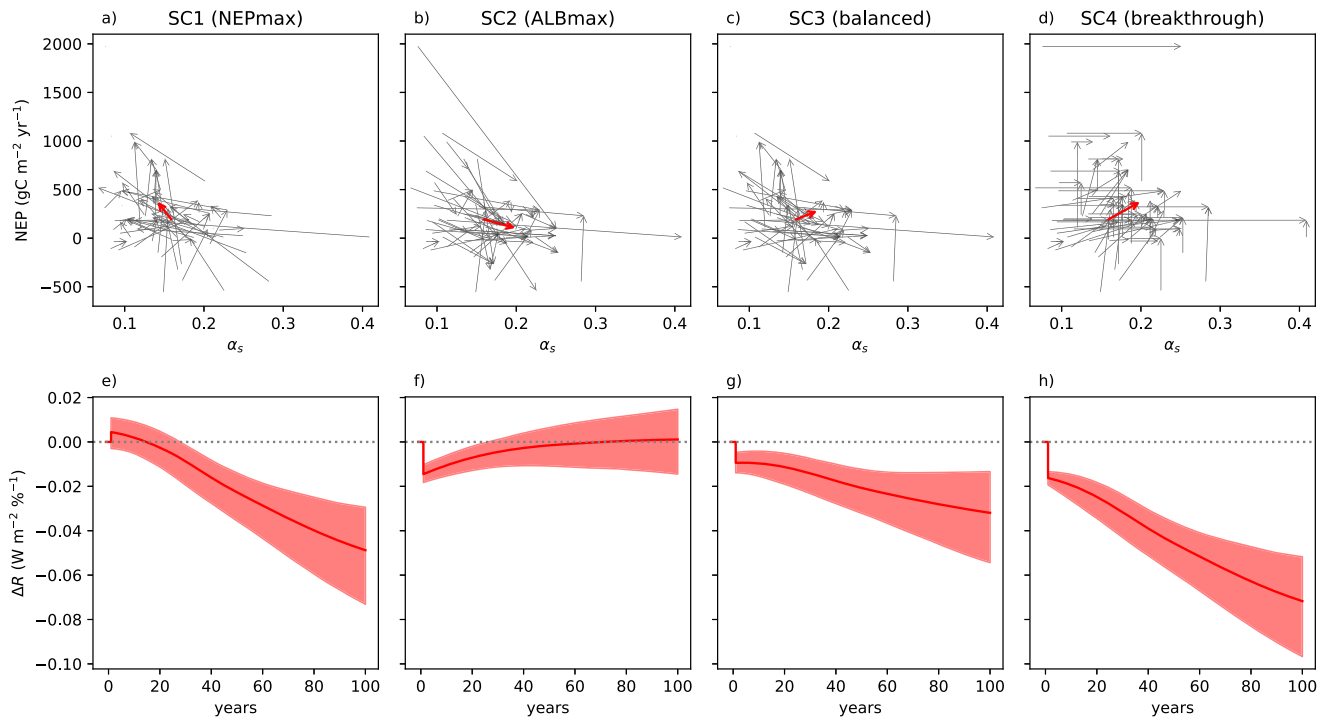 a) SC1 (NEPmax)
b) SC2 (ALBmax)
c) SC3 (balanced)
d) SC4 (breakthrough)
NEP (gC m⁻² yr⁻¹)
2000
1500
1000
500
0
−500
0.1 0.2 0.3 0.4
0.1 0.2 0.3 0.4
0.1 0.2 0.3 0.4
0.1 0.2 0.3 0.4
αₛ
αₛ
αₛ
αₛ
e)
f)
g)
h)
ΔR (W m⁻² %⁻¹)
0.02
0.00
−0.02
−0.04
−0.06
−0.08
−0.10
0 20 40 60 80 100
0 20 40 60 80 100
0 20 40 60 80 100
0 20 40 60 80 100
years
years
years
years